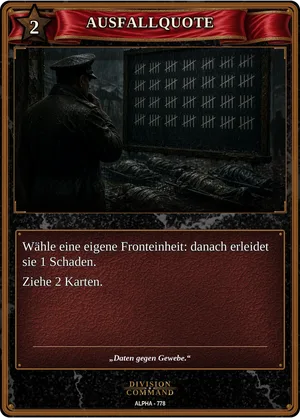 AUSFALLQUOTE
2
Wähle eine eigene Fronteinheit: danach erleidet
sie 1 Schaden.
Ziehe 2 Karten.
„Daten gegen Gewebe.“
DIVISION
COMMAND
ALPHA - 778